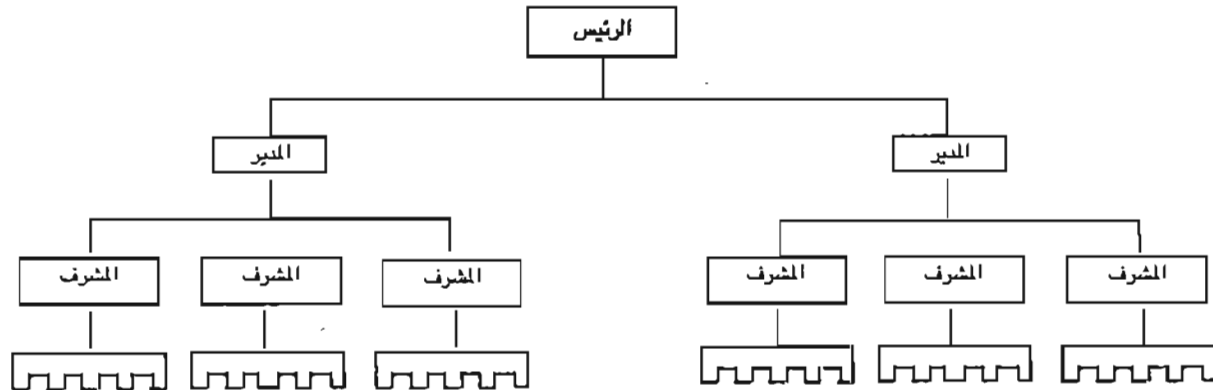 الرئيس
المدير
المدير
المشرف
المشرف
المشرف
المشرف
المشرف
المشرف